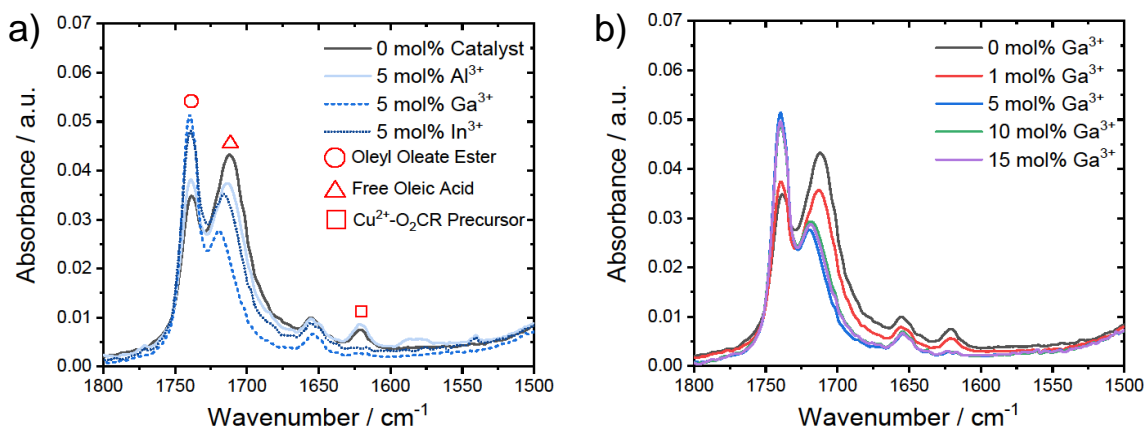 a)
0.07
0.06
0.05
0.04
0.03
0.02
0.01
0.00
Absorbance / a.u.
1800 1750 1700 1650 1600 1550 1500
Wavenumber / cm⁻¹
0 mol% Catalyst
5 mol% Al³⁺
5 mol% Ga³⁺
5 mol% In³⁺
Oleyl Oleate Ester
Free Oleic Acid
Cu²⁺-O₂CR Precursor
b)
0.07
0.06
0.05
0.04
0.03
0.02
0.01
0.00
Absorbance / a.u.
1800 1750 1700 1650 1600 1550 1500
Wavenumber / cm⁻¹
0 mol% Ga³⁺
1 mol% Ga³⁺
5 mol% Ga³⁺
10 mol% Ga³⁺
15 mol% Ga³⁺